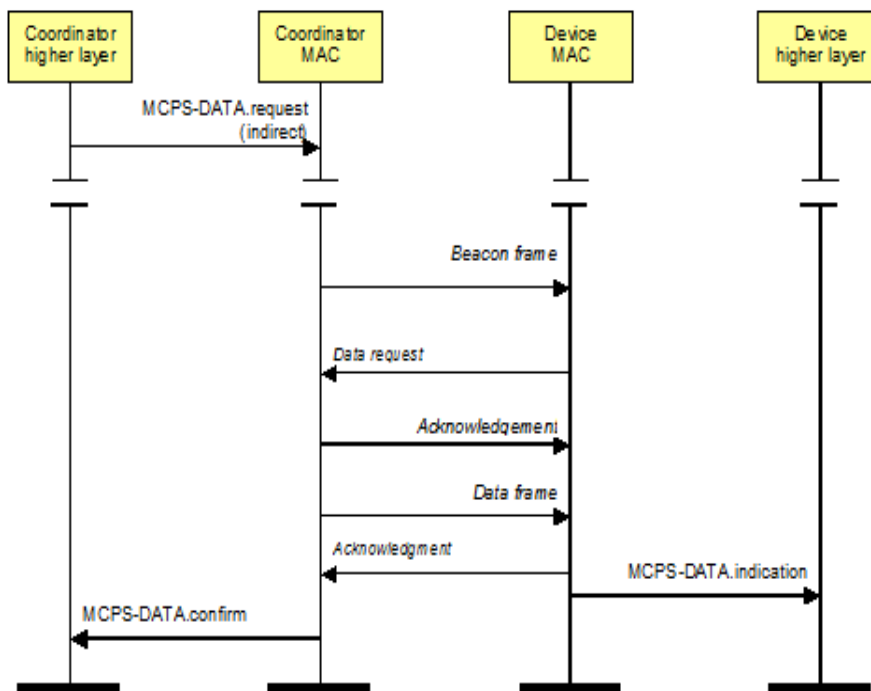 Coordinator
higher layer
Coordinator
MAC
Device
MAC
Device
higher layer
MCPS-DATA.request
(indirect)
Beacon frame
Data request
Acknowledgement
Data frame
Acknowledgment
MCPS-DATA.indication
MCPS-DATA.confirm